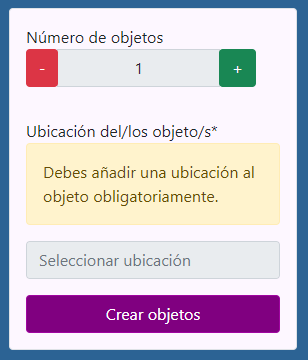 Número de objetos
- 1 +
Ubicación del/los objeto/s*
Debes añadir una ubicación al
objeto obligatoriamente.
Seleccionar ubicación
Crear objetos